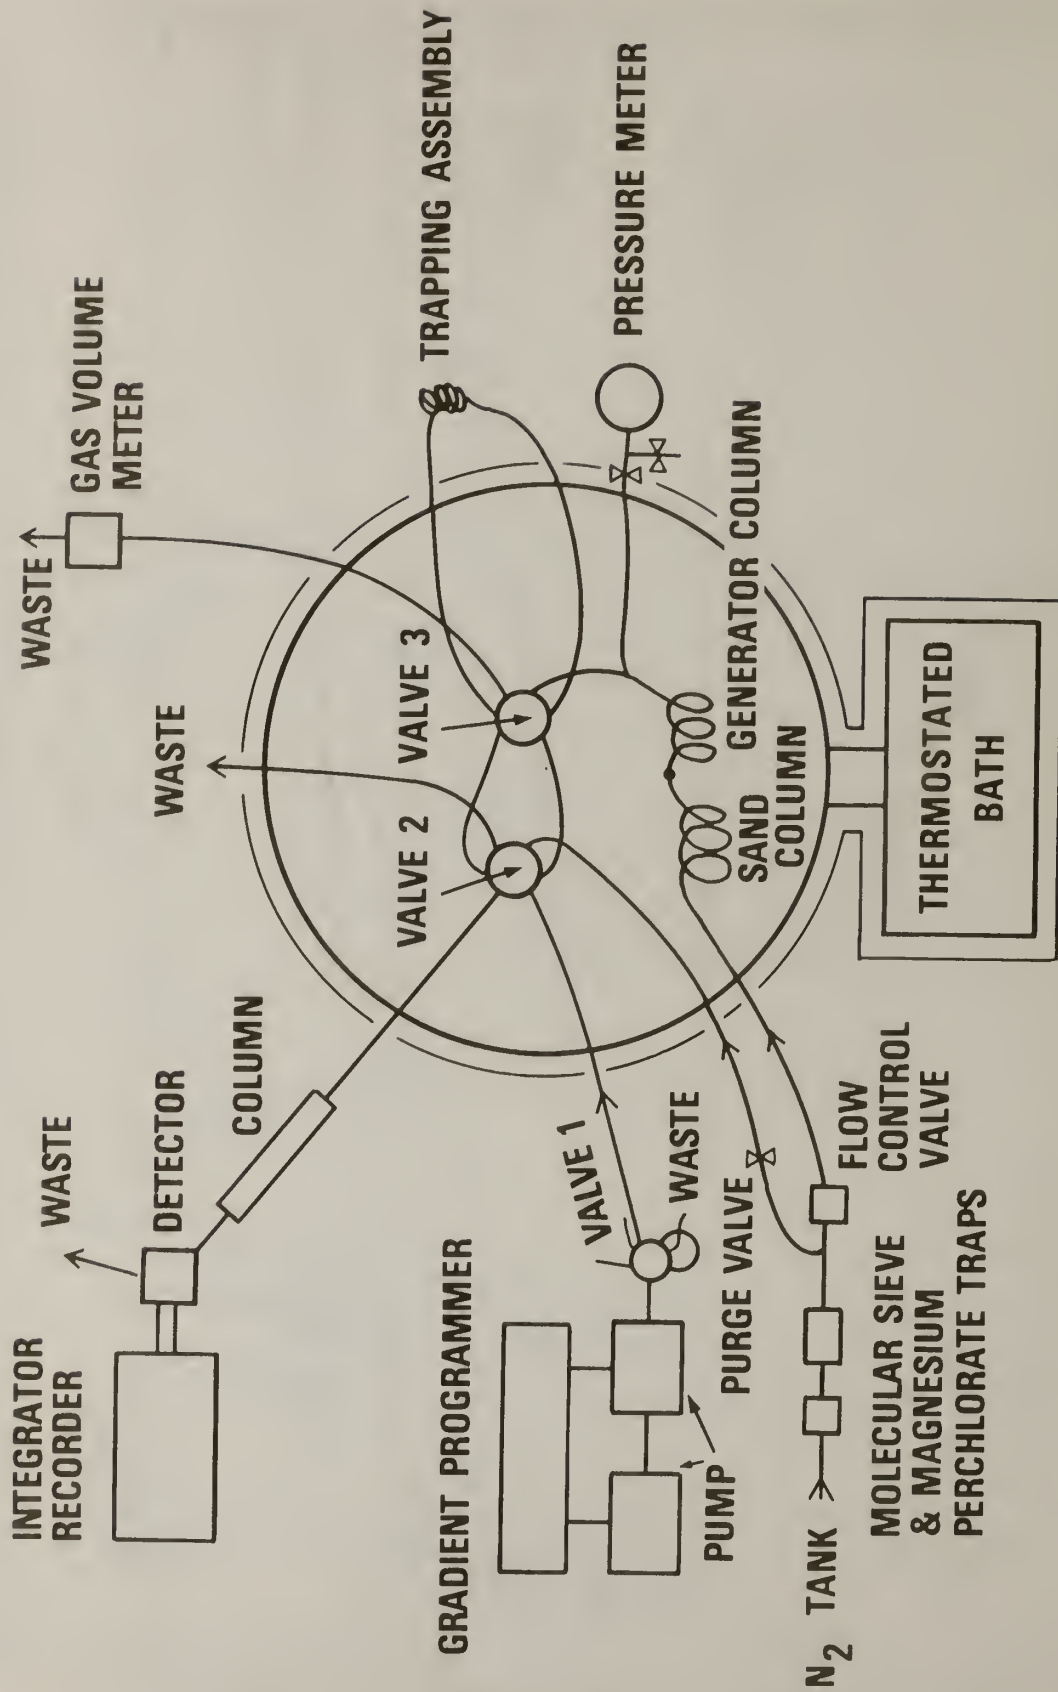 INTEGRATOR
RECORDER
WASTE
DETECTOR
COLUMN
WASTE
WASTE
GAS VOLUME
METER
GRADIENT PROGRAMMER
VALVE 2
VALVE 3
TRAPPING ASSEMBLY
VALVE 1
WASTE
PUMP
PURGE VALVE
PRESSURE METER
SAND
COLUMN
GENERATOR COLUMN
N2 TANK
MOLECULAR SIEVE
& MAGNESIUM
PERCHLORATE TRAPS
FLOW
CONTROL
VALVE
THERMOSTATED
BATH